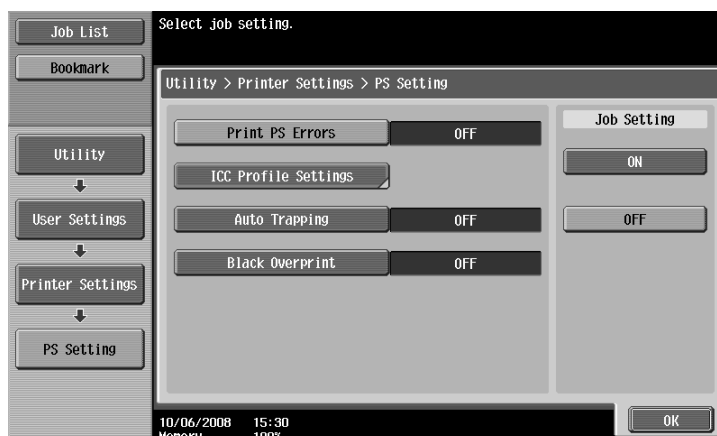 Job List
Select job setting.
Bookmark
Utility > Printer Settings > PS Setting
Print PS Errors OFF
Job Setting
ICC Profile Settings
ON
Utility
Auto Trapping OFF
OFF
User Settings
Black Overprint OFF
Printer Settings
PS Setting
10/06/2008 15:30
Memory 100%
OK